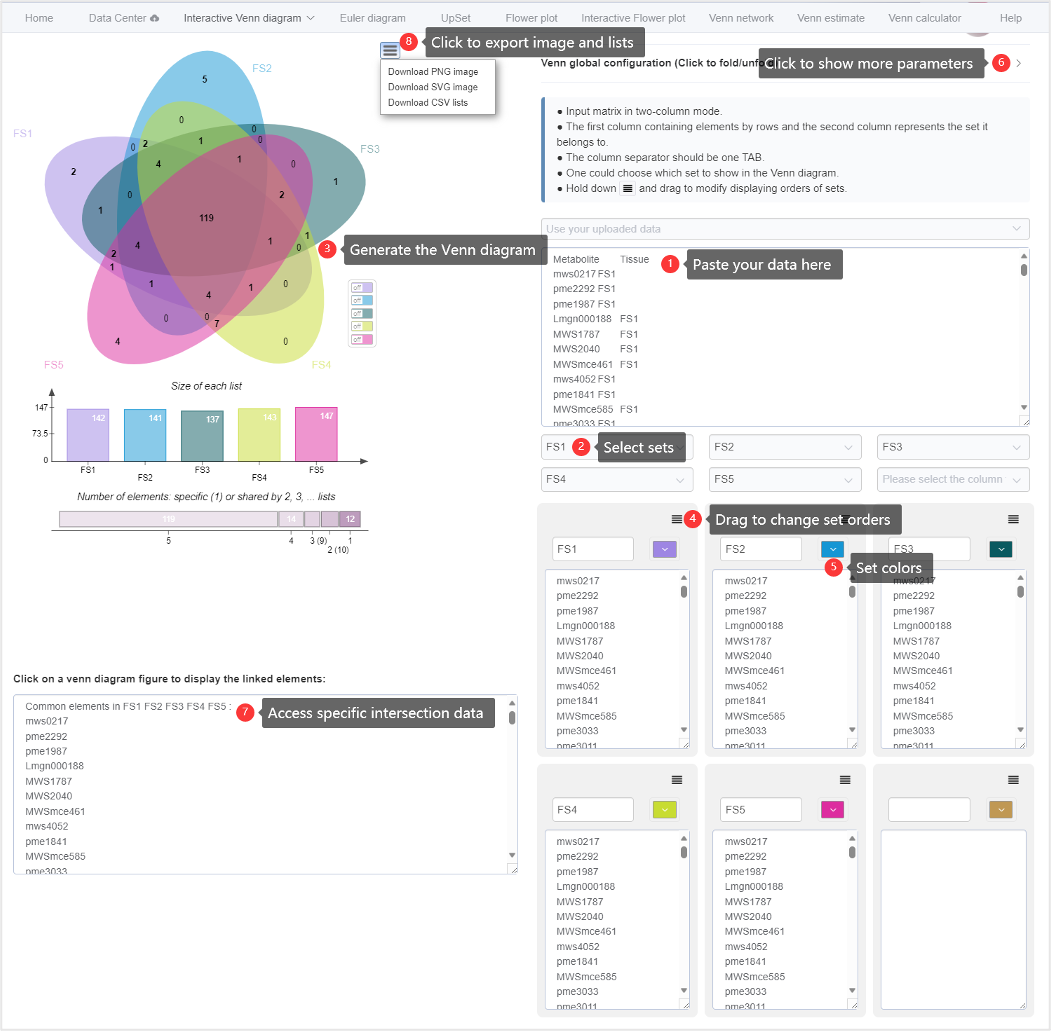 Home Data Center Interactive Venn diagram Euler diagram UpSet Flower plot Interactive Flower plot Venn network Venn estimate Venn calculator Help
8 Click to export image and lists
Download PNG image
Download SVG image
Download CSV lists
Venn global configuration (Click to fold/unfo
Click to show more parameters 6
● Input matrix in two-column mode.
● The first column containing elements by rows and the second column represents the set it
belongs to.
● The column separator should be one TAB.
● One could choose which set to show in the Venn diagram.
● Hold down and drag to modify displaying orders of sets.
FS2
5
FS1
FS3
0
0
0 2 1 0
4 1 0
2 1
0 2
1 119
1 1
4 0
2
1
1 1 0
4
0 0 7
4 0
FS5 FS4
3 Generate the Venn diagram
off
off
off
off
off
Use your uploaded data
Metabolite Tissue
1 Paste your data here
mws0217 FS1
pme2292 FS1
pme1987 FS1
Lmgn000188 FS1
MWS1787 FS1
MWS2040 FS1
MWSmce461 FS1
mws4052 FS1
pme1841 FS1
MWSmce585 FS1
pme3033 FS1
FS1 2 Select sets FS2 FS3
FS4 FS5 Please select the column
Size of each list
147
73.5
0
142 141 137 143 147
FS1 FS2 FS3 FS4 FS5
Number of elements: specific (1) or shared by 2, 3, ... lists
119 14 12
5 4 3 (9) 2 (10) 1
4 Drag to change set orders
FS1 FS2 FS3
5 Set colors
mws0217 mws0217 mws0217
pme2292 pme2292 pme2292
pme1987 pme1987 pme1987
Lmgn000188 Lmgn000188 Lmgn000188
MWS1787 MWS1787 MWS1787
MWS2040 MWS2040 MWS2040
MWSmce461 MWSmce461 MWSmce461
mws4052 mws4052 mws4052
pme1841 pme1841 pme1841
MWSmce585 MWSmce585 MWSmce585
pme3033 pme3033 pme3033
pme3011 pme3011 pme3011
Click on a venn diagram figure to display the linked elements:
Common elements in FS1 FS2 FS3 FS4 FS5 :
7 Access specific intersection data
mws0217
pme2292
pme1987
Lmgn000188
MWS1787
MWS2040
MWSmce461
mws4052
pme1841
MWSmce585
pme3033
FS4 FS5
mws0217 mws0217
pme2292 pme2292
pme1987 pme1987
Lmgn000188 Lmgn000188
MWS1787 MWS1787
MWS2040 MWS2040
MWSmce461 MWSmce461
mws4052 mws4052
pme1841 pme1841
MWSmce585 MWSmce585
pme3033 pme3033
pme3011 pme3011